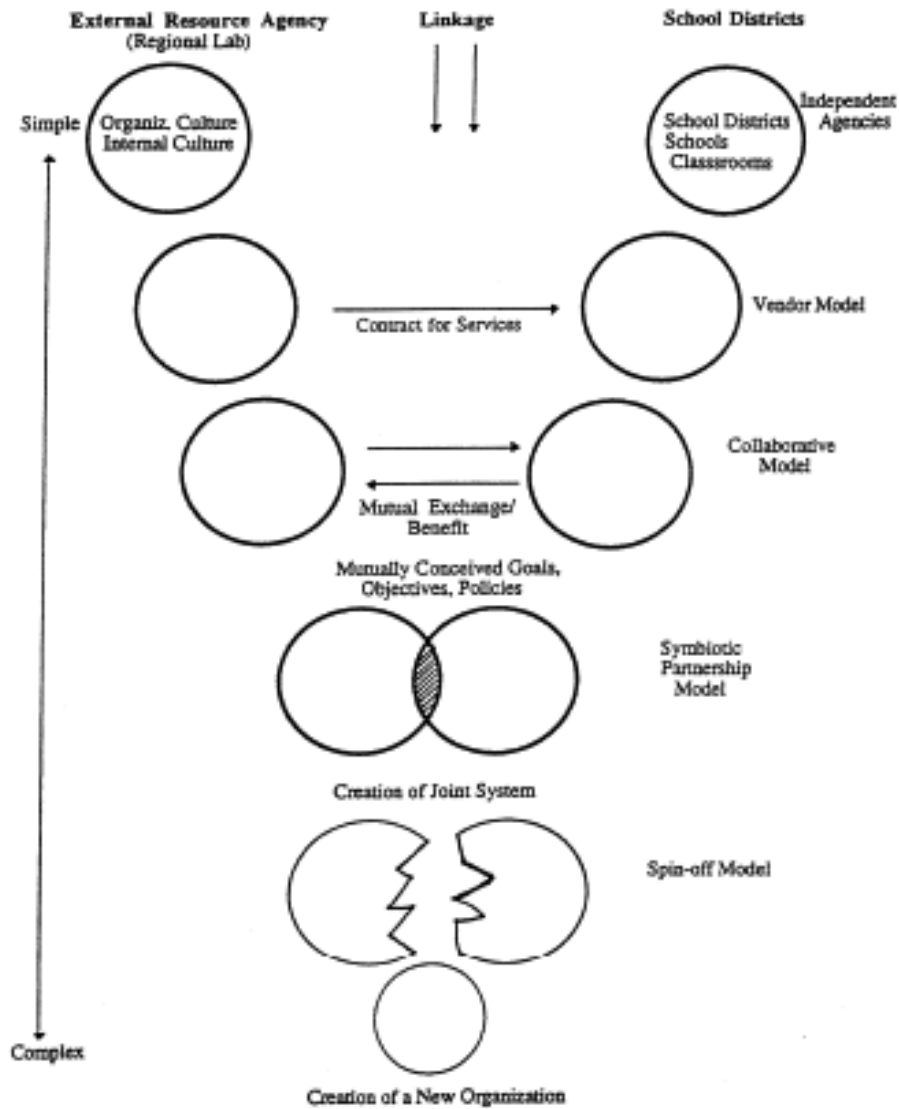 External Resource Agency
(Regional Lab)
Linkage
School Districts
Simple
Organiz. Culture
Internal Culture
School Districts
Schools
Classsrooms
Independent
Agencies
Contract for Services
Vendor Model
Mutual Exchange/
Benefit
Collaborative
Model
Mutually Conceived Goals,
Objectives, Policies
Symbiotic
Partnership
Model
Creation of Joint System
Spin-off Model
Complex
Creation of a New Organization